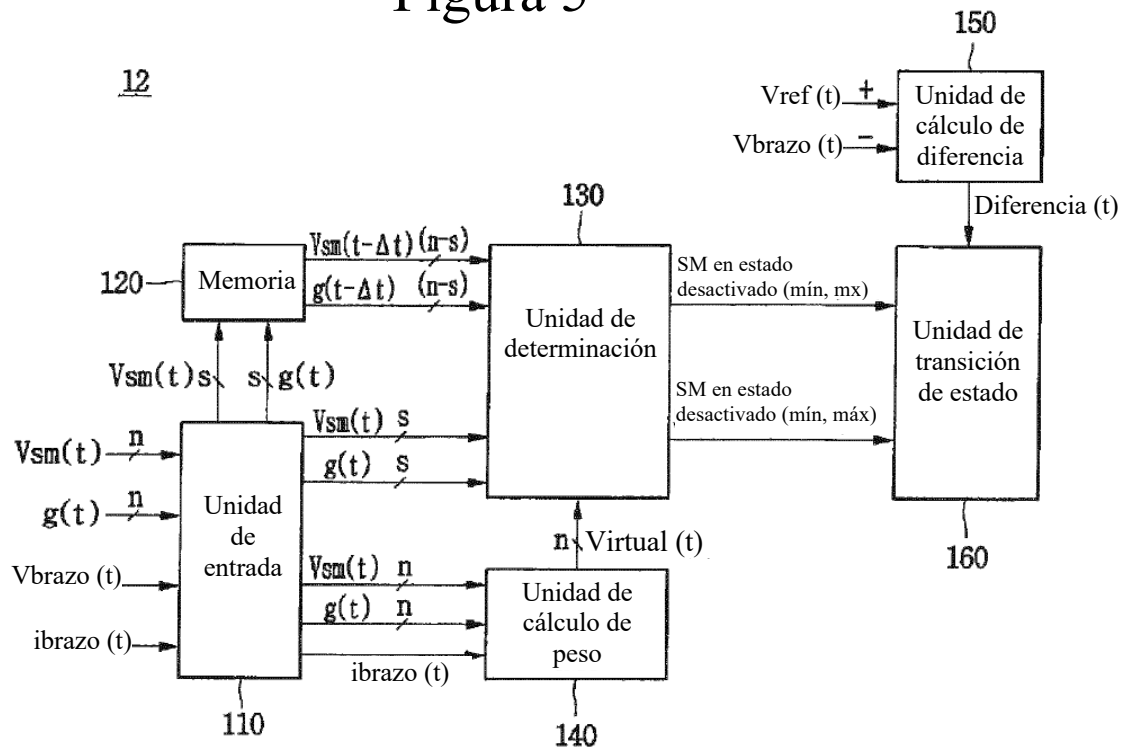 Figura 5
12
150
Vref (t) +
Vbrazo (t) −
Unidad de
cálculo de
diferencia
Diferencia (t)
130
120
Memoria
Vsm(t-Δt) (n-s)
g(t-Δt) (n-s)
Unidad de
determinación
SM en estado
desactivado (mín, mx)
SM en estado
desactivado (mín, máx)
Unidad de
transición
de estado
160
Vsm(t) s
s g(t)
Vsm(t) n
g(t) n
Vbrazo (t)
ibrazo (t)
Unidad
de
entrada
110
Vsm(t) s
g(t) s
Vsm(t) n
g(t) n
ibrazo (t)
n Virtual (t)
Unidad de
cálculo de
peso
140